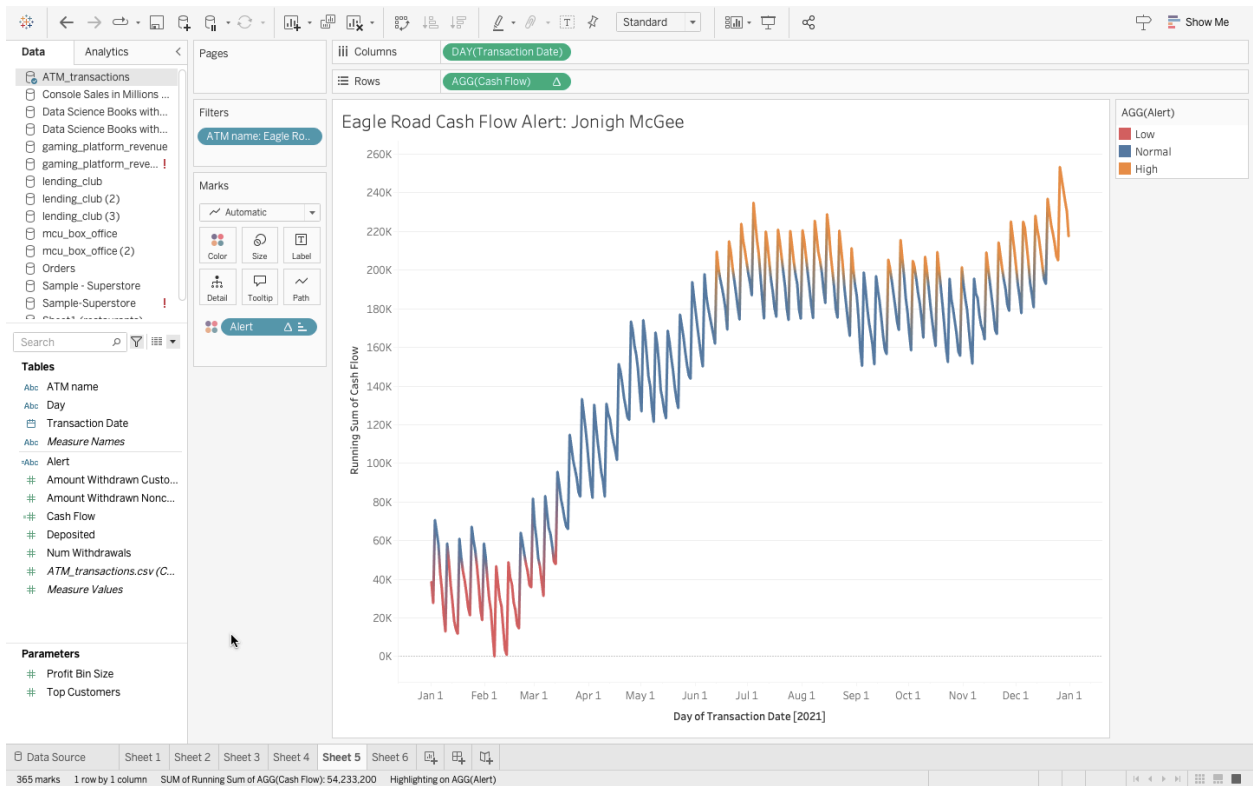 Standard
Show Me
Data
Analytics
ATM_transactions
Console Sales in Millions ...
Data Science Books with...
Data Science Books with...
gaming_platform_revenue
gaming_platform_reve... !
lending_club
lending_club (2)
lending_club (3)
mcu_box_office
mcu_box_office (2)
Orders
Sample - Superstore
Sample-Superstore !
Search
Tables
Abc ATM name
Abc Day
Transaction Date
Abc Measure Names
=Abc Alert
# Amount Withdrawn Custo...
# Amount Withdrawn Nonc...
=# Cash Flow
# Deposited
# Num Withdrawals
# ATM_transactions.csv (C...
# Measure Values
Parameters
# Profit Bin Size
# Top Customers
Pages
Filters
ATM name: Eagle Ro..
Marks
Automatic
Color
Size
Label
Detail
Tooltip
Path
Alert
Columns
DAY(Transaction Date)
Rows
AGG(Cash Flow)
Eagle Road Cash Flow Alert: Jonigh McGee
Running Sum of Cash Flow
260K
240K
220K
200K
180K
160K
140K
120K
100K
80K
60K
40K
20K
0K
Jan 1
Feb 1
Mar 1
Apr 1
May 1
Jun 1
Jul 1
Aug 1
Sep 1
Oct 1
Nov 1
Dec 1
Jan 1
Day of Transaction Date [2021]
AGG(Alert)
Low
Normal
High
Data Source
Sheet 1
Sheet 2
Sheet 3
Sheet 4
Sheet 5
Sheet 6
365 marks 1 row by 1 column SUM of Running Sum of AGG(Cash Flow): 54,233,200 Highlighting on AGG(Alert)